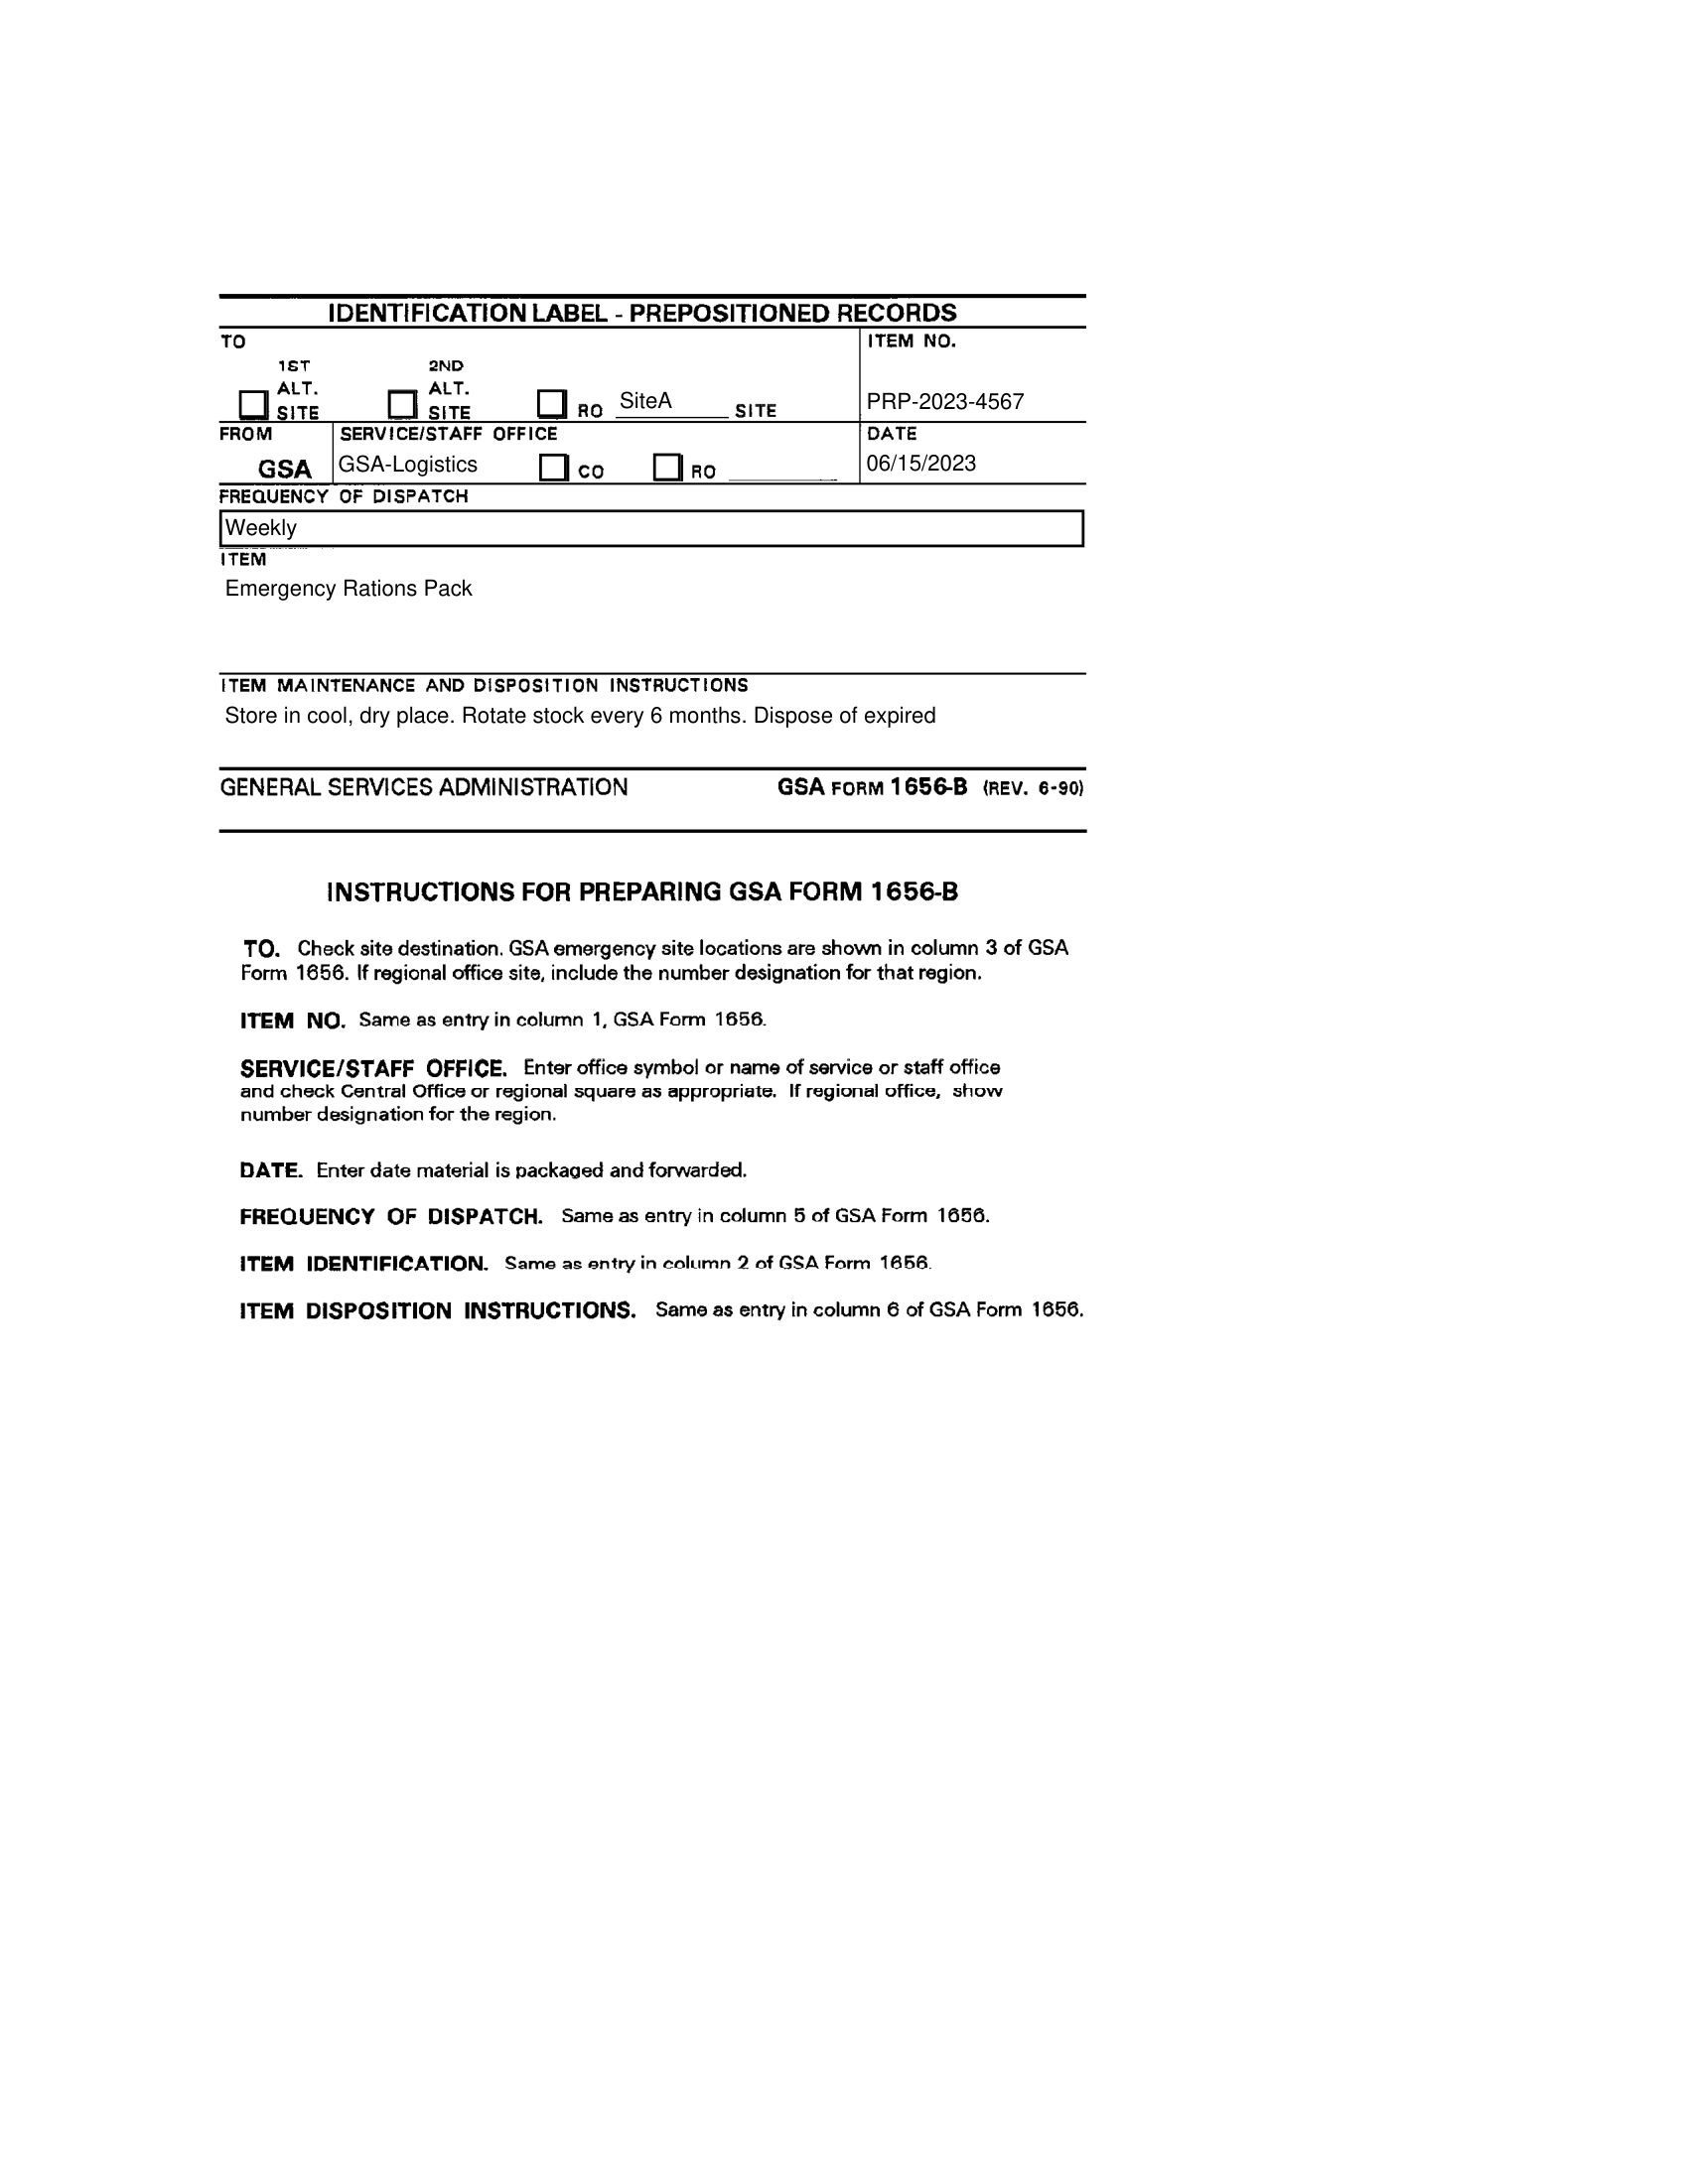 IDENTIFICATION LABEL - PREPOSITIONED RECORDS
TO
ITEM NO.
1ST
ALT.
SITE
2ND
ALT.
SITE
RO SiteA SITE
PRP-2023-4567
FROM
SERVICE/STAFF OFFICE
DATE
GSA
GSA-Logistics
CO
RO
06/15/2023
FREQUENCY OF DISPATCH
Weekly
ITEM
Emergency Rations Pack
ITEM MAINTENANCE AND DISPOSITION INSTRUCTIONS
Store in cool, dry place. Rotate stock every 6 months. Dispose of expired
GENERAL SERVICES ADMINISTRATION
GSA FORM 1656-B (REV. 6-90)
INSTRUCTIONS FOR PREPARING GSA FORM 1656-B
TO. Check site destination. GSA emergency site locations are shown in column 3 of GSA
Form 1656. If regional office site, include the number designation for that region.
ITEM NO. Same as entry in column 1, GSA Form 1656.
SERVICE/STAFF OFFICE. Enter office symbol or name of service or staff office
and check Central Office or regional square as appropriate. If regional office, show
number designation for the region.
DATE. Enter date material is packaged and forwarded.
FREQUENCY OF DISPATCH. Same as entry in column 5 of GSA Form 1656.
ITEM IDENTIFICATION. Same as entry in column 2 of GSA Form 1656.
ITEM DISPOSITION INSTRUCTIONS. Same as entry in column 6 of GSA Form 1656.